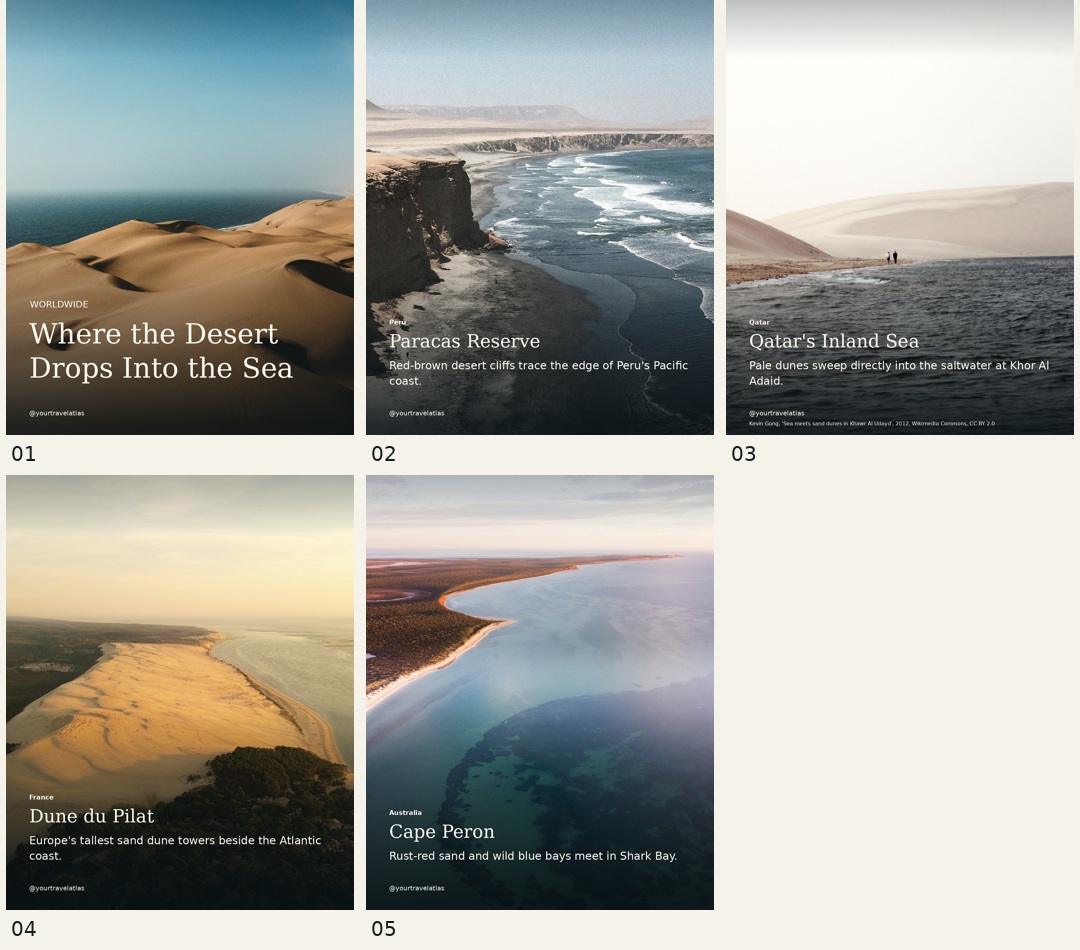 WORLDWIDE
Where the Desert
Drops Into the Sea
@yourtravelatlas
01
Peru
Paracas Reserve
Red-brown desert cliffs trace the edge of Peru's Pacific
coast.
@yourtravelatlas
02
Qatar
Qatar's Inland Sea
Pale dunes sweep directly into the saltwater at Khor Al
Adaid.
@yourtravelatlas
Kevin Gong, 'Sea meets sand dunes in Khawr Al Udayd', 2012, Wikimedia Commons, CC BY 2.0
03
France
Dune du Pilat
Europe's tallest sand dune towers beside the Atlantic
coast.
@yourtravelatlas
04
Australia
Cape Peron
Rust-red sand and wild blue bays meet in Shark Bay.
@yourtravelatlas
05